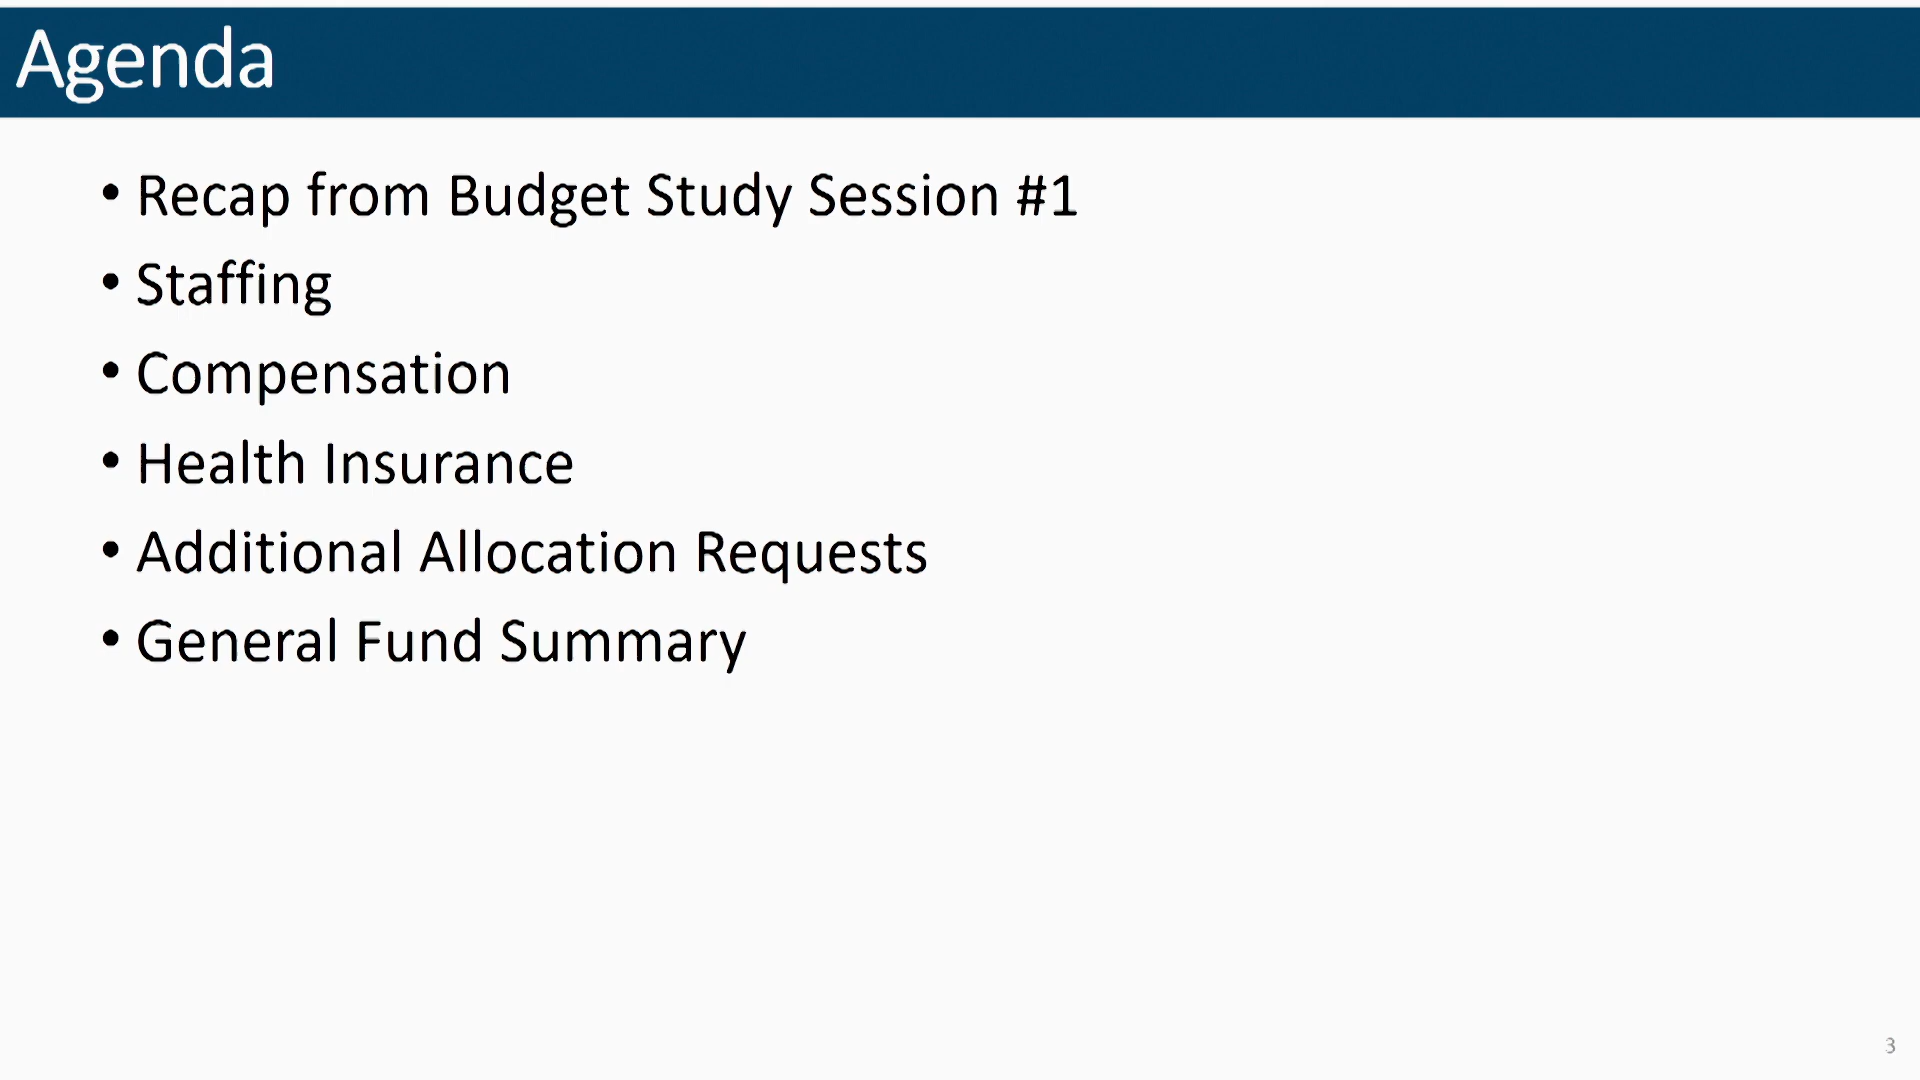 Agenda
• Recap from Budget Study Session #1
• Staffing
• Compensation
• Health Insurance
• Additional Allocation Requests
• General Fund Summary
3